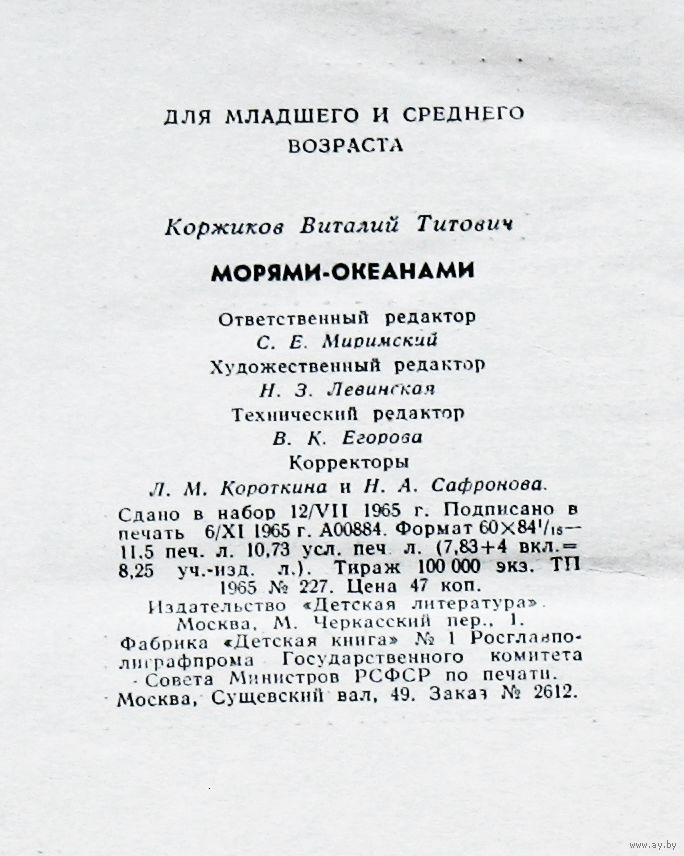 ДЛЯ МЛАДШЕГО И СРЕДНЕГО
ВОЗРАСТА
Коржиков Виталий Титович
МОРЯМИ-ОКЕАНАМИ
Ответственный редактор
С. Е. Миримский
Художественный редактор
Н. З. Левинская
Технический редактор
В. К. Егорова
Корректоры
Л. М. Короткина и Н. А. Сафронова.
Сдано в набор 12/VII 1965 г. Подписано в
печать 6/XI 1965 г. А00884. Формат 60×84¹/₁₆—
11,5 печ. л. 10,73 усл. печ. л. (7,83+4 вкл.=
8,25 уч.-изд. л.). Тираж 100 000 экз. ТП
1965 № 227. Цена 47 коп.
Издательство «Детская литература».
Москва, М. Черкасский пер., 1.
Фабрика «Детская книга» № 1 Росглавпо-
лиграфпрома Государственного комитета
Совета Министров РСФСР по печати.
Москва, Сущевский вал, 49. Заказ № 2612.
www.ay.by